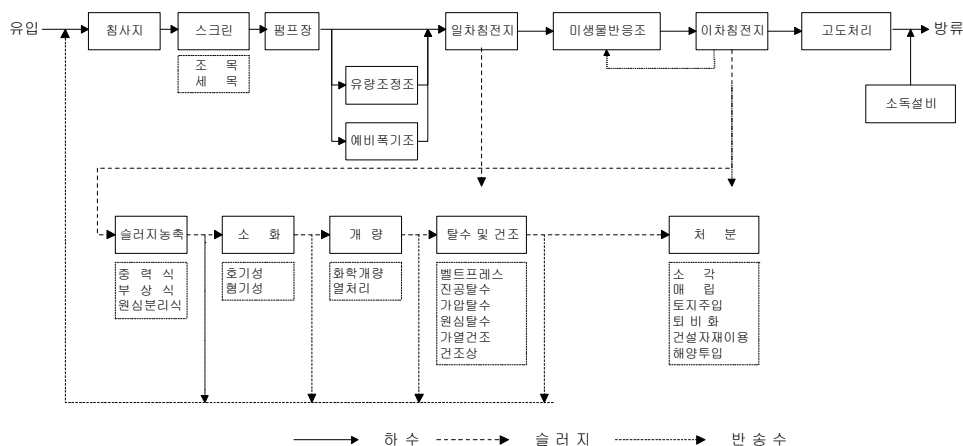 유입
침사지
스크린
펌프장
일차침전지
미생물반응조
이차침전지
고도처리
방류
조 목
세 목
유량조정조
예비폭기조
소독설비
슬러지농축
소 화
개 량
탈수 및 건조
처 분
중 력 식
부 상 식
원심분리식
호기성
혐기성
화학개량
열처리
벨트프레스
진공탈수
가압탈수
원심탈수
가열건조
건조상
소 각
매 립
토지주입
퇴 비 화
건설자재이용
해양투입
하 수
슬 러 지
반 송 수